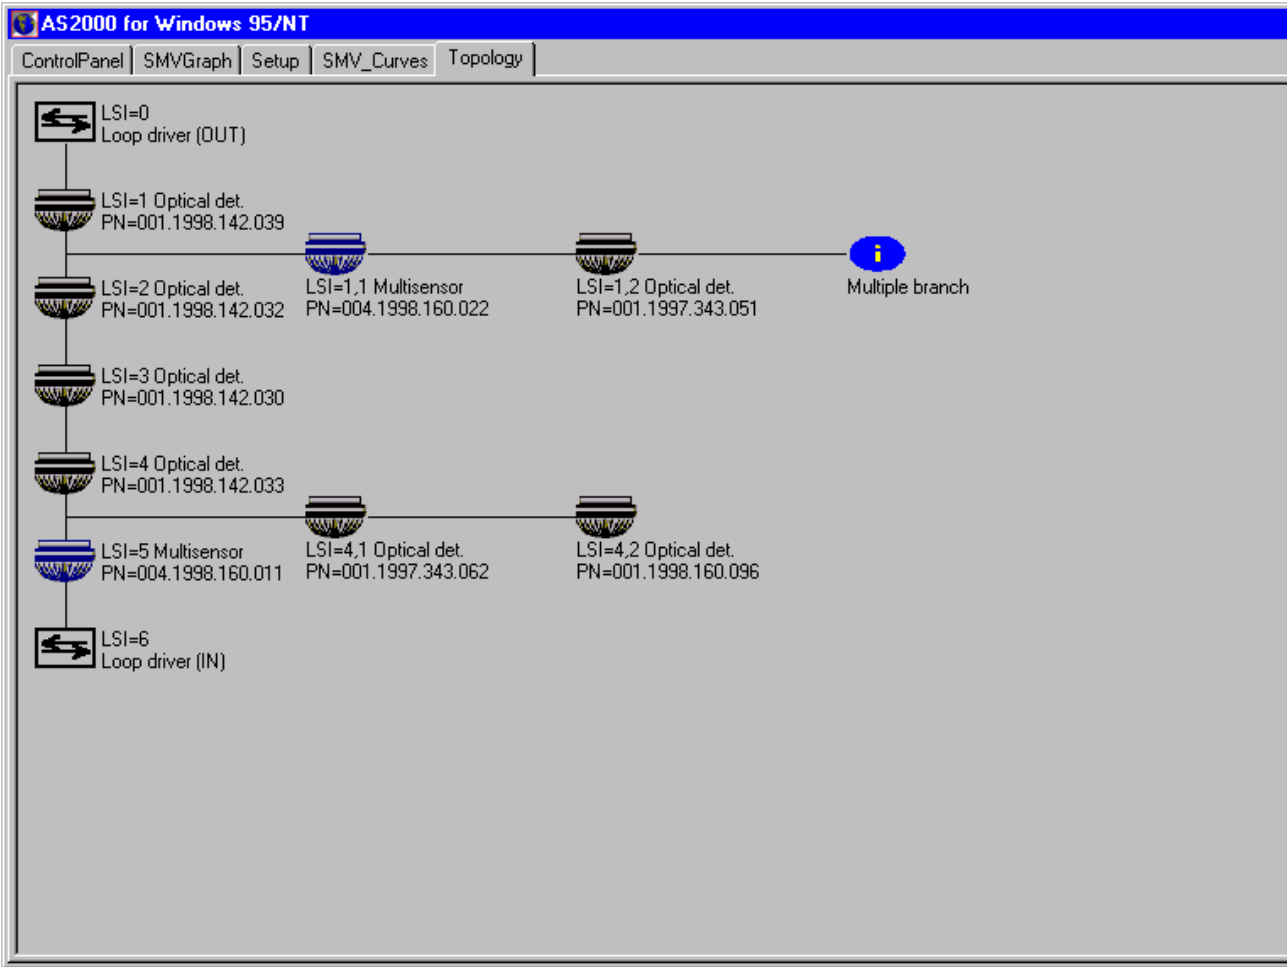 AS2000 for Windows 95/NT
ControlPanel SMVGraph Setup SMV_Curves Topology
LSI=0
Loop driver (OUT)
LSI=1 Optical det.
PN=001.1998.142.039
i
LSI=2 Optical det.
PN=001.1998.142.032
LSI=1,1 Multisensor
PN=004.1998.160.022
LSI=1,2 Optical det.
PN=001.1997.343.051
Multiple branch
LSI=3 Optical det.
PN=001.1998.142.030
LSI=4 Optical det.
PN=001.1998.142.033
LSI=5 Multisensor
PN=004.1998.160.011
LSI=4,1 Optical det.
PN=001.1997.343.062
LSI=4,2 Optical det.
PN=001.1998.160.096
LSI=6
Loop driver (IN)